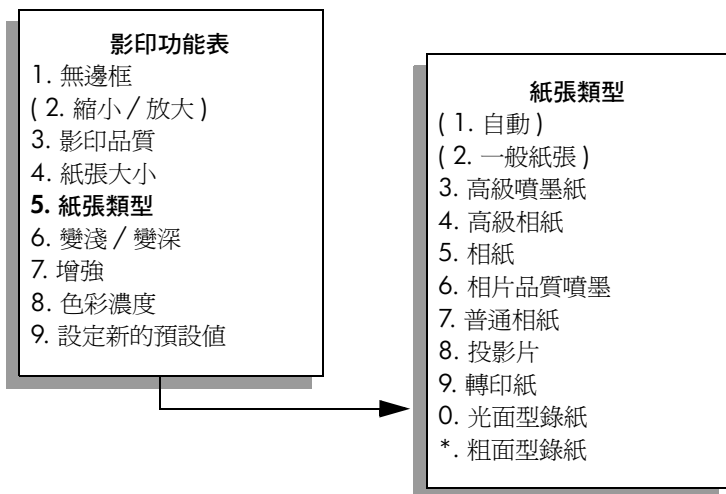 影印功能表
1. 無邊框
( 2. 縮小 / 放大 )
3. 影印品質
4. 紙張大小
5. 紙張類型
6. 變淺 / 變深
7. 增強
8. 色彩濃度
9. 設定新的預設值
紙張類型
( 1. 自動 )
( 2. 一般紙張 )
3. 高級噴墨紙
4. 高級相紙
5. 相紙
6. 相片品質噴墨
7. 普通相紙
8. 投影片
9. 轉印紙
0. 光面型錄紙
*. 粗面型錄紙